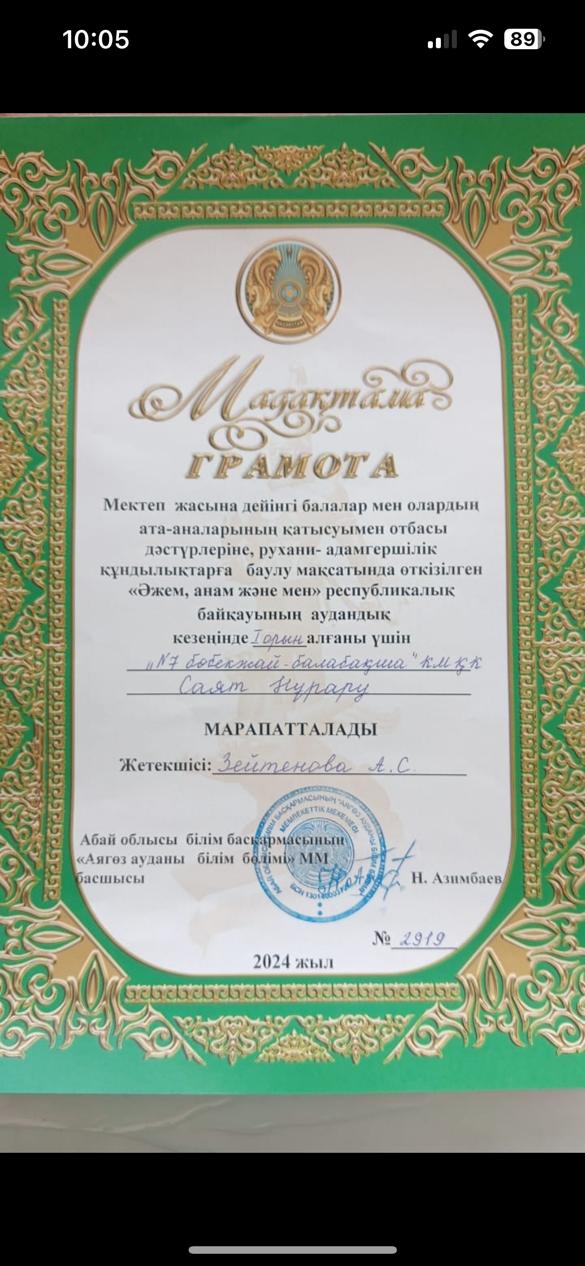 10:05
89
Мадақтама
ГРАМОТА
Мектеп жасына дейінгі балалар мен олардың
ата-аналарының қатысуымен отбасы
дәстүрлеріне, рухани- адамгершілік
құндылықтарға баулу мақсатында өткізілген
«Әжем, анам және мен» республикалық
байқауының аудандық
кезеңінде I орын алғаны үшін
„N7 бөбекжай-балабақша" КМҚК
Саят Нұрару
МАРАПАТТАЛАДЫ
Жетекшісі: Зейтенова А.С.
Абай облысы білім басқармасының
«Аягөз ауданы білім бөлімі» ММ
басшысы
Н. Азимбаев
№ 2919
2024 жыл